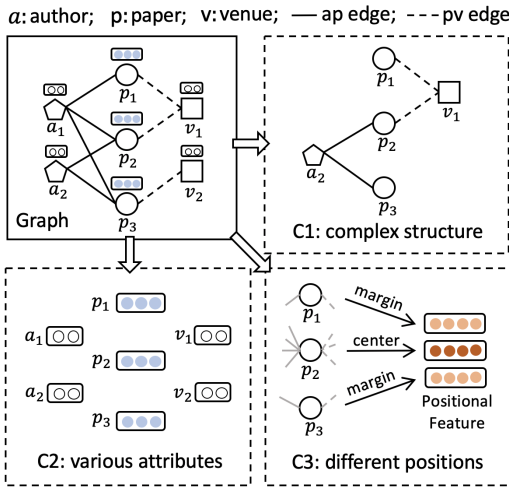 a: author; p: paper; v: venue; — ap edge; --- pv edge
p₁
a₁
v₁
p₂
a₂
v₂
p₃
Graph
p₁
v₁
p₂
a₂
p₃
C1: complex structure
p₁
a₁
v₁
p₂
a₂
v₂
p₃
C2: various attributes
margin
p₁
center
p₂
margin
p₃
Positional
Feature
C3: different positions